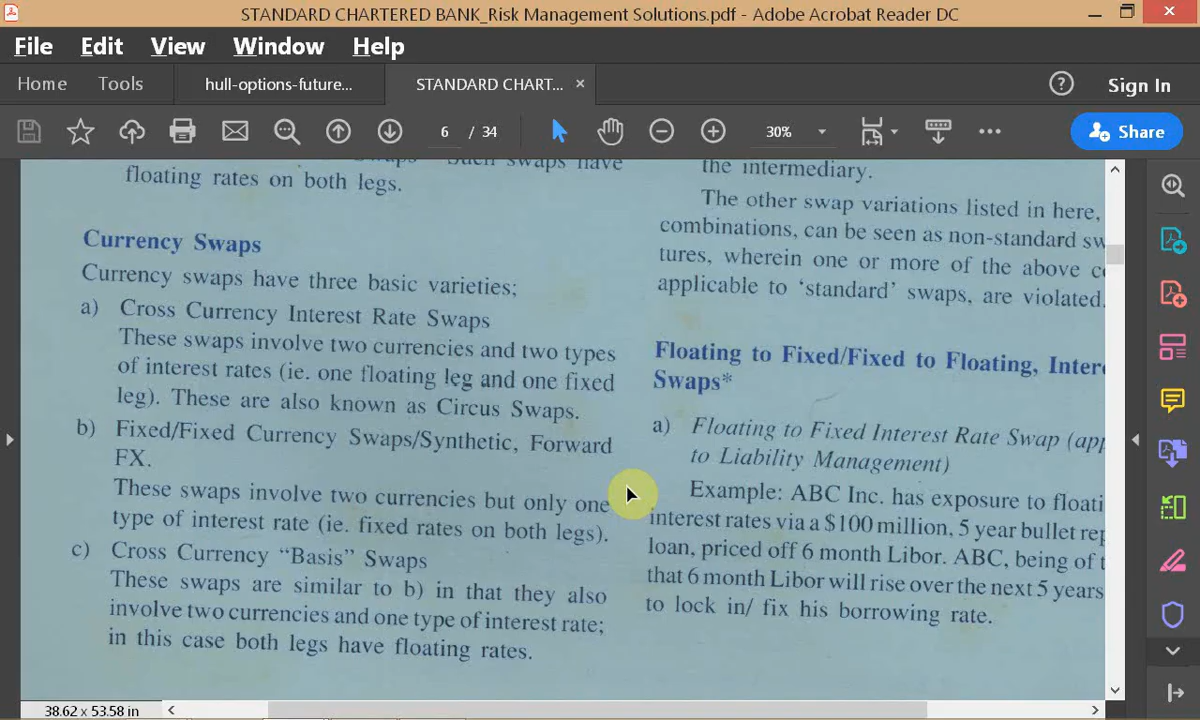 STANDARD CHARTERED BANK_Risk Management Solutions.pdf - Adobe Acrobat Reader DC
File Edit View Window Help
Home Tools hull-options-future... STANDARD CHART... × Sign In
6 / 34 30% Share
floating rates on both legs.
Currency Swaps
Currency swaps have three basic varieties;
a) Cross Currency Interest Rate Swaps
These swaps involve two currencies and two types
of interest rates (ie. one floating leg and one fixed
leg). These are also known as Circus Swaps.
b) Fixed/Fixed Currency Swaps/Synthetic, Forward
FX.
These swaps involve two currencies but only one
type of interest rate (ie. fixed rates on both legs).
c) Cross Currency “Basis” Swaps
These swaps are similar to b) in that they also
involve two currencies and one type of interest rate;
in this case both legs have floating rates.
the intermediary.
The other swap variations listed in here,
combinations, can be seen as non-standard sw
tures, wherein one or more of the above c
applicable to ‘standard’ swaps, are violated.
Floating to Fixed/Fixed to Floating, Inter
Swaps*
a) Floating to Fixed Interest Rate Swap (app
to Liability Management)
Example: ABC Inc. has exposure to floati
interest rates via a $100 million, 5 year bullet rep
loan, priced off 6 month Libor. ABC, being of t
that 6 month Libor will rise over the next 5 years
to lock in/ fix his borrowing rate.
38.62 x 53.58 in